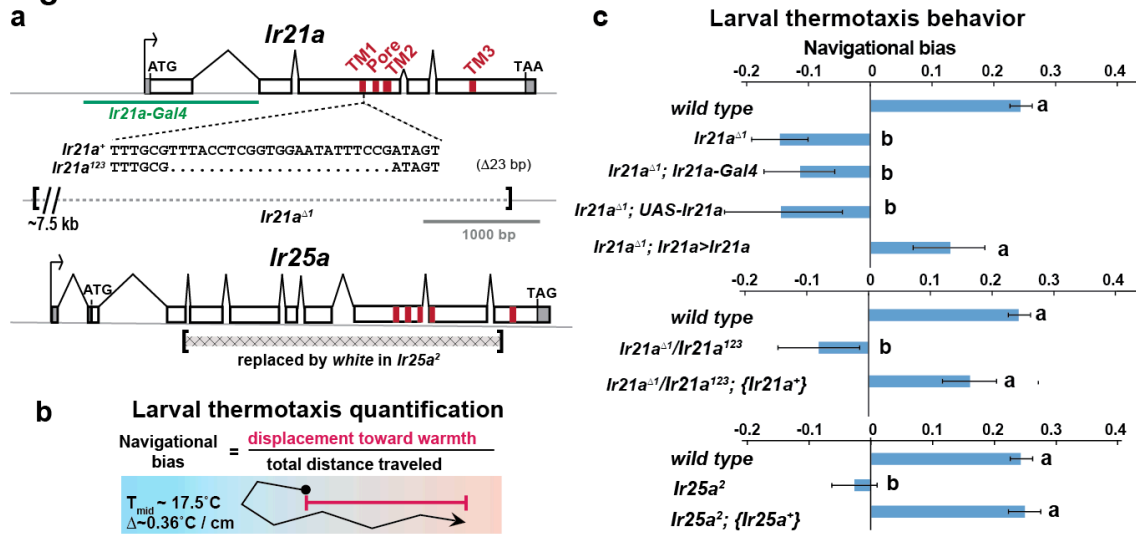 a
Ir21a
ATG
TM1
Pore
TM2
TM3
TAA
Ir21a-Gal4
Ir21a⁺ TTTGCGTTTACCTCGGTGGAATATTTCCGATAGT
Ir21a¹²³ TTTGCG......................ATAGT
(Δ23 bp)
~7.5 kb
Ir21aΔ¹
1000 bp
Ir25a
ATG
TAG
replaced by white in Ir25a²
b
Larval thermotaxis quantification
Navigational bias = displacement toward warmth / total distance traveled
Tmid ~ 17.5˚C
Δ~0.36˚C / cm
c
Larval thermotaxis behavior
Navigational bias
-0.2 -0.1 0 0.1 0.2 0.3 0.4
wild type a
Ir21aΔ¹ b
Ir21aΔ¹; Ir21a-Gal4 b
Ir21aΔ¹; UAS-Ir21a b
Ir21aΔ¹; Ir21a>Ir21a a
-0.2 -0.1 0 0.1 0.2 0.3 0.4
wild type a
Ir21aΔ¹/Ir21a¹²³ b
Ir21aΔ¹/Ir21a¹²³; {Ir21a⁺} a
-0.2 -0.1 0 0.1 0.2 0.3 0.4
wild type a
Ir25a² b
Ir25a²; {Ir25a⁺} a